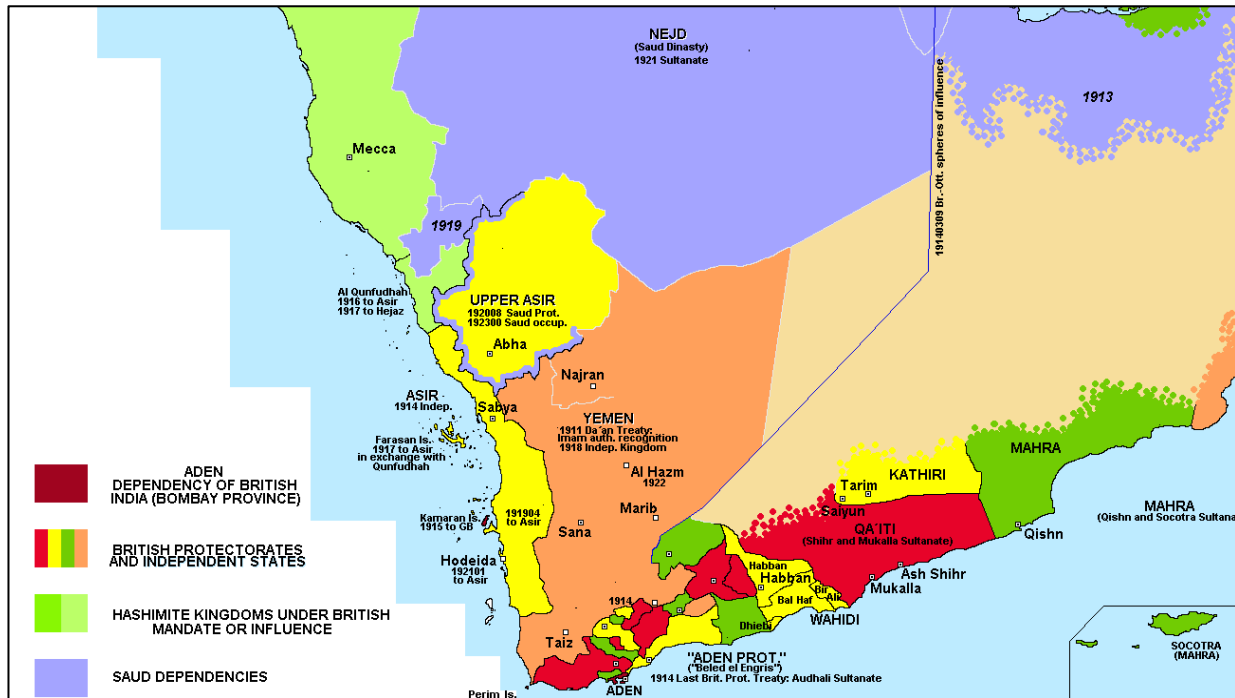 NEJD
(Saud Dinasty)
1921 Sultanate
1913
19140309 Br.-Ott. spheres of influence
Mecca
1919
Al Qunfudhah
1916 to Asir
1917 to Hejaz
UPPER ASIR
192008 Saud Prot.
192300 Saud occup.
Abha
Najran
ASIR
1914 Indep.
Sabya
YEMEN
1911 Da'an Treaty:
Imam auth. recognition
1918 Indep. Kingdom
Farasan Is.
1917 to Asir
in exchange with
Qunfudhah
Al Hazm
1922
Marib
Sana
191904
to Asir
Kamaran Is.
1915 to GB
Hodeida
192101
to Asir
Taiz
Perim Is.
1914
MAHRA
KATHIRI
Tarim
Saiyun
QA'ITI
(Shihr and Mukalla Sultanate)
MAHRA
(Qishn and Socotra Sultana
Qishn
Ash Shihr
Mukalla
Habban
Habban
Bir
Ali
Bal Haf
WAHIDI
Dhiebi
"ADEN PROT."
("Beled el Engris")
1914 Last Brit. Prot. Treaty: Audhali Sultanate
ADEN
SOCOTRA
(MAHRA)
ADEN
DEPENDENCY OF BRITISH
INDIA (BOMBAY PROVINCE)
BRITISH PROTECTORATES
AND INDEPENDENT STATES
HASHIMITE KINGDOMS UNDER BRITISH
MANDATE OR INFLUENCE
SAUD DEPENDENCIES